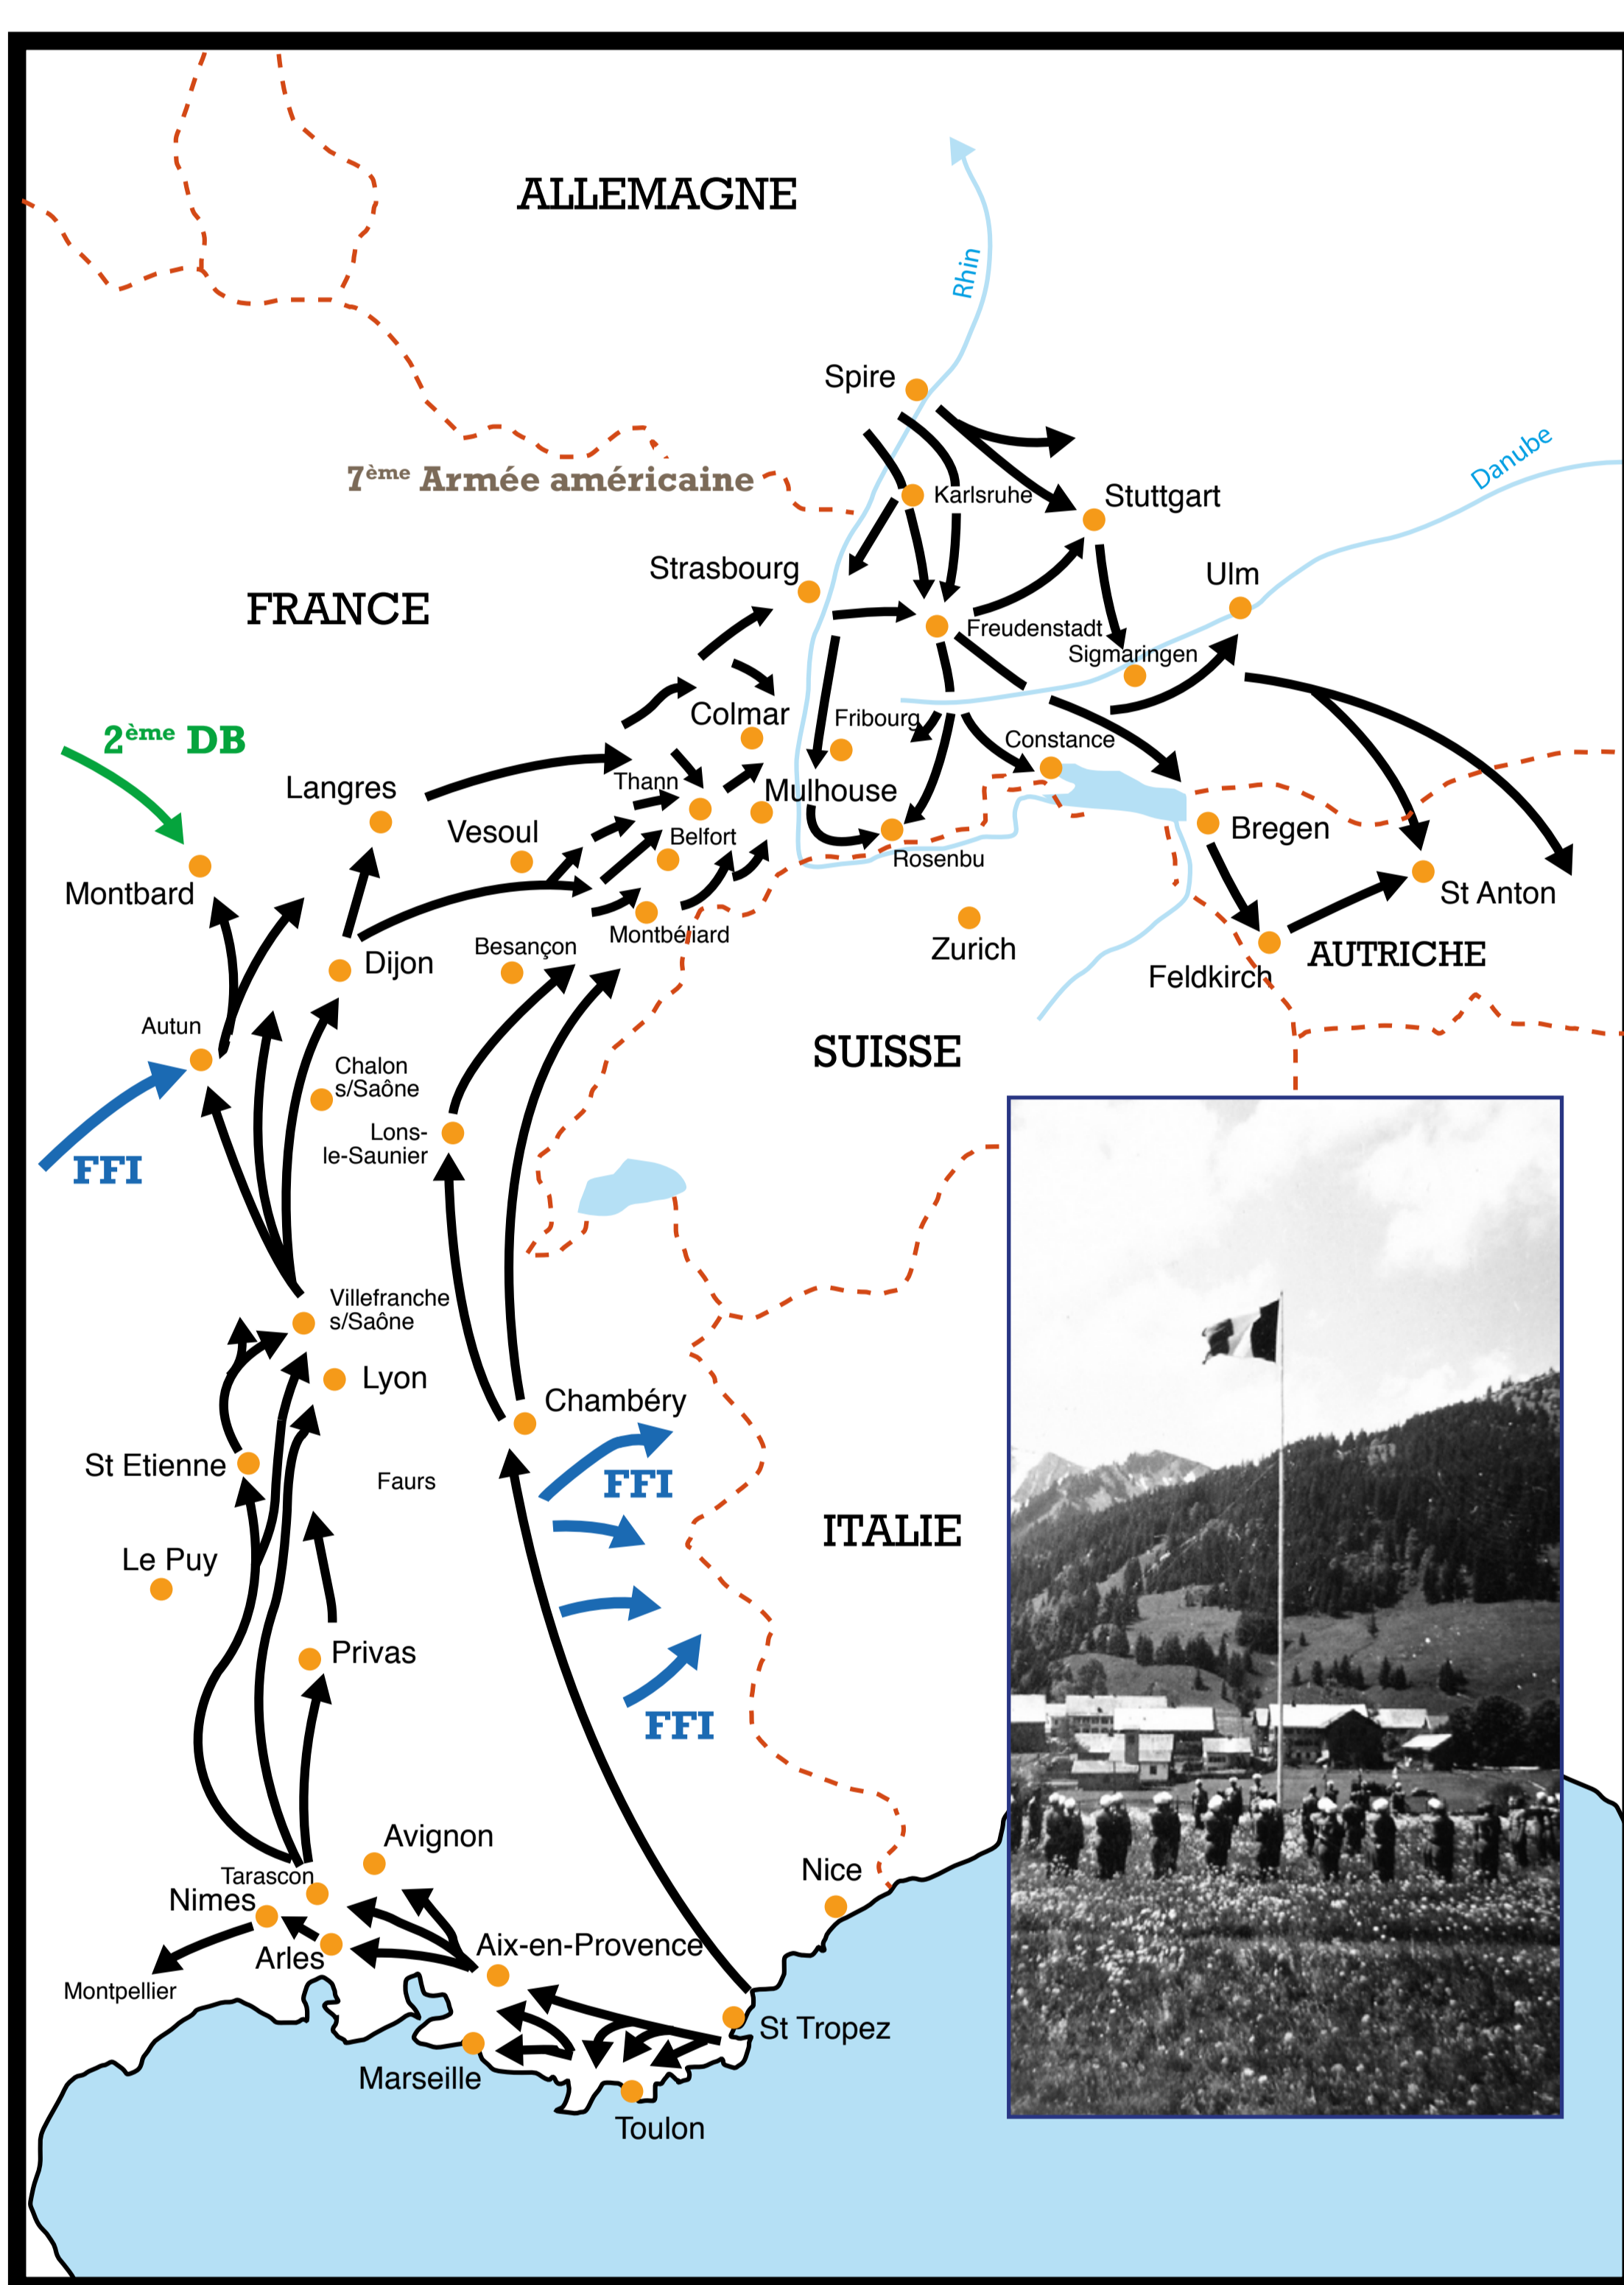 ALLEMAGNE
Rhin
Spire
Danube
7ème Armée américaine
Karlsruhe
Stuttgart
Strasbourg
Ulm
FRANCE
Freudenstadt
Sigmaringen
Colmar
Fribourg
2ème DB
Constance
Langres
Thann
Mulhouse
Vesoul
Belfort
Bregen
Rosenbu
Montbard
St Anton
Montbéliard
Besançon
Zurich
Dijon
AUTRICHE
Feldkirch
Autun
SUISSE
Chalon
s/Saône
Lons-
le-Saunier
FFI
Villefranche
s/Saône
Lyon
Chambéry
St Etienne
Faurs
FFI
ITALIE
Le Puy
Privas
FFI
Avignon
Nice
Tarascon
Nimes
Aix-en-Provence
Arles
Montpellier
St Tropez
Marseille
Toulon